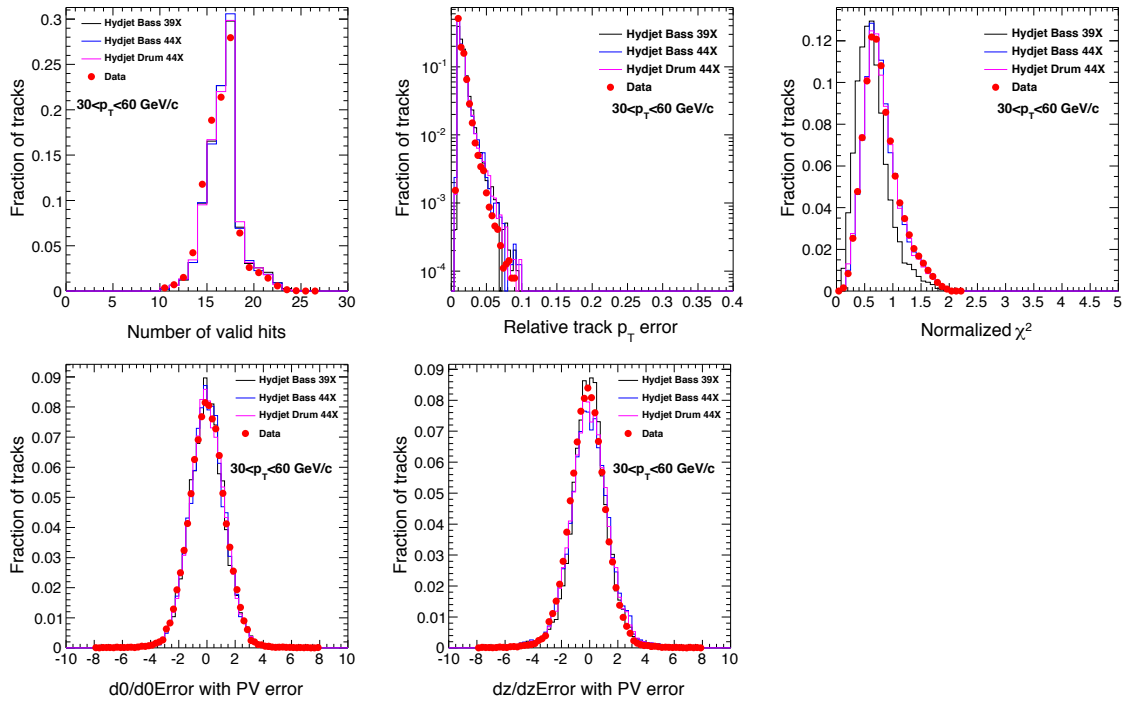 Fraction of tracks
0.3
0.25
0.2
0.15
0.1
0.05
0
0 5 10 15 20 25 30
Number of valid hits
Hydjet Bass 39X
Hydjet Bass 44X
Hydjet Drum 44X
Data
30<p_T<60 GeV/c
Fraction of tracks
10^-1
10^-2
10^-3
10^-4
0 0.05 0.1 0.15 0.2 0.25 0.3 0.35 0.4
Relative track p_T error
Hydjet Bass 39X
Hydjet Bass 44X
Hydjet Drum 44X
Data
30<p_T<60 GeV/c
Fraction of tracks
0.12
0.1
0.08
0.06
0.04
0.02
0
0 0.5 1 1.5 2 2.5 3 3.5 4 4.5 5
Normalized χ²
Hydjet Bass 39X
Hydjet Bass 44X
Hydjet Drum 44X
Data
30<p_T<60 GeV/c
Fraction of tracks
0.09
0.08
0.07
0.06
0.05
0.04
0.03
0.02
0.01
0
-10 -8 -6 -4 -2 0 2 4 6 8 10
d0/d0Error with PV error
Hydjet Bass 39X
Hydjet Bass 44X
Hydjet Drum 44X
Data
30<p_T<60 GeV/c
Fraction of tracks
0.09
0.08
0.07
0.06
0.05
0.04
0.03
0.02
0.01
0
-10 -8 -6 -4 -2 0 2 4 6 8 10
dz/dzError with PV error
Hydjet Bass 39X
Hydjet Bass 44X
Hydjet Drum 44X
Data
30<p_T<60 GeV/c